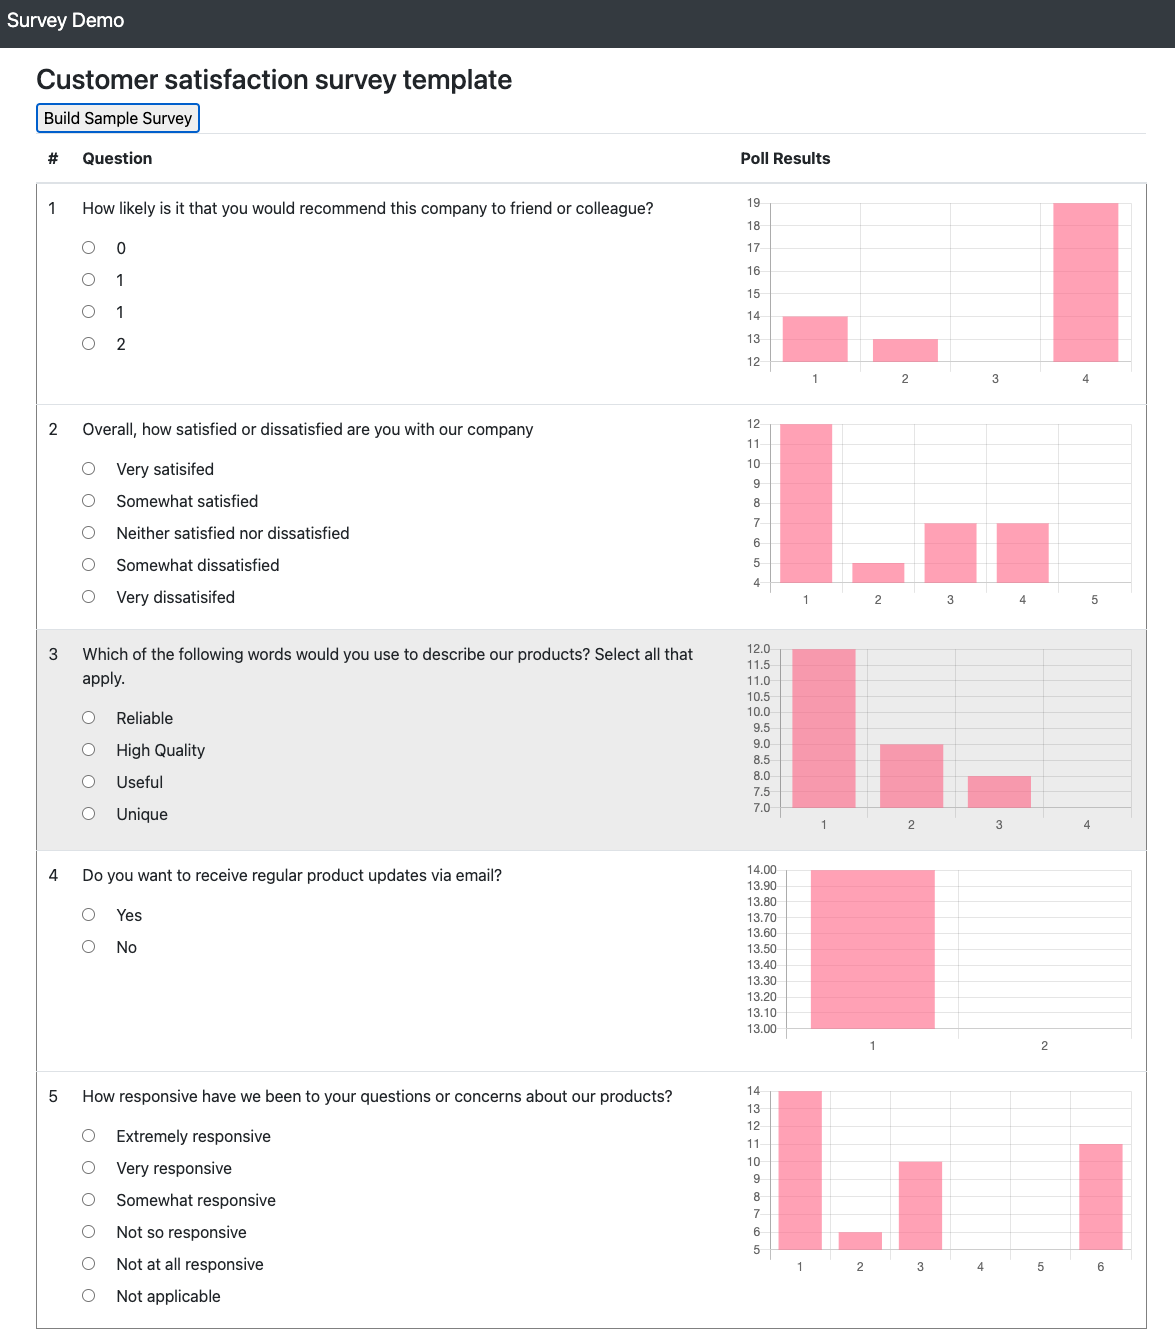 Survey Demo
Customer satisfaction survey template
Build Sample Survey
# Question Poll Results
1 How likely is it that you would recommend this company to friend or colleague?
0
1
1
2
19
18
17
16
15
14
13
12
1 2 3 4
2 Overall, how satisfied or dissatisfied are you with our company
Very satisifed
Somewhat satisfied
Neither satisfied nor dissatisfied
Somewhat dissatisfied
Very dissatisifed
12
11
10
9
8
7
6
5
4
1 2 3 4 5
3 Which of the following words would you use to describe our products? Select all that
apply.
Reliable
High Quality
Useful
Unique
12.0
11.5
11.0
10.5
10.0
9.5
9.0
8.5
8.0
7.5
7.0
1 2 3 4
4 Do you want to receive regular product updates via email?
Yes
No
14.00
13.90
13.80
13.70
13.60
13.50
13.40
13.30
13.20
13.10
13.00
1 2
5 How responsive have we been to your questions or concerns about our products?
Extremely responsive
Very responsive
Somewhat responsive
Not so responsive
Not at all responsive
Not applicable
14
13
12
11
10
9
8
7
6
5
1 2 3 4 5 6